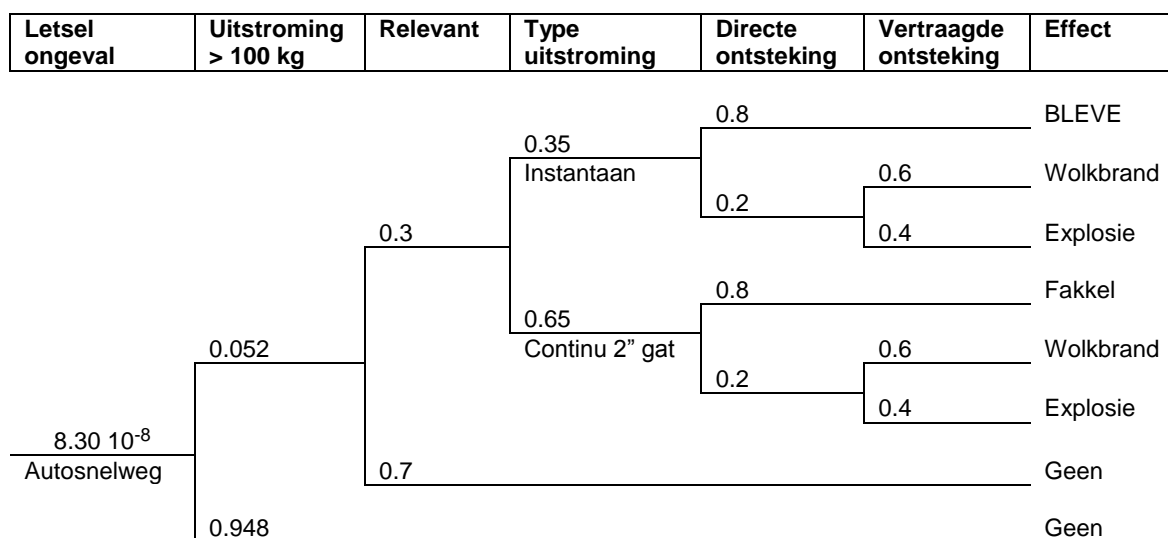 Letsel ongeval
Uitstroming > 100 kg
Relevant
Type uitstroming
Directe ontsteking
Vertraagde ontsteking
Effect
0.8
BLEVE
0.35
Instantaan
0.6
Wolkbrand
0.2
0.3
0.4
Explosie
0.8
Fakkel
0.65
Continu 2” gat
0.052
0.6
Wolkbrand
0.2
0.4
Explosie
8.30 10-8
Autosnelweg
0.7
Geen
0.948
Geen